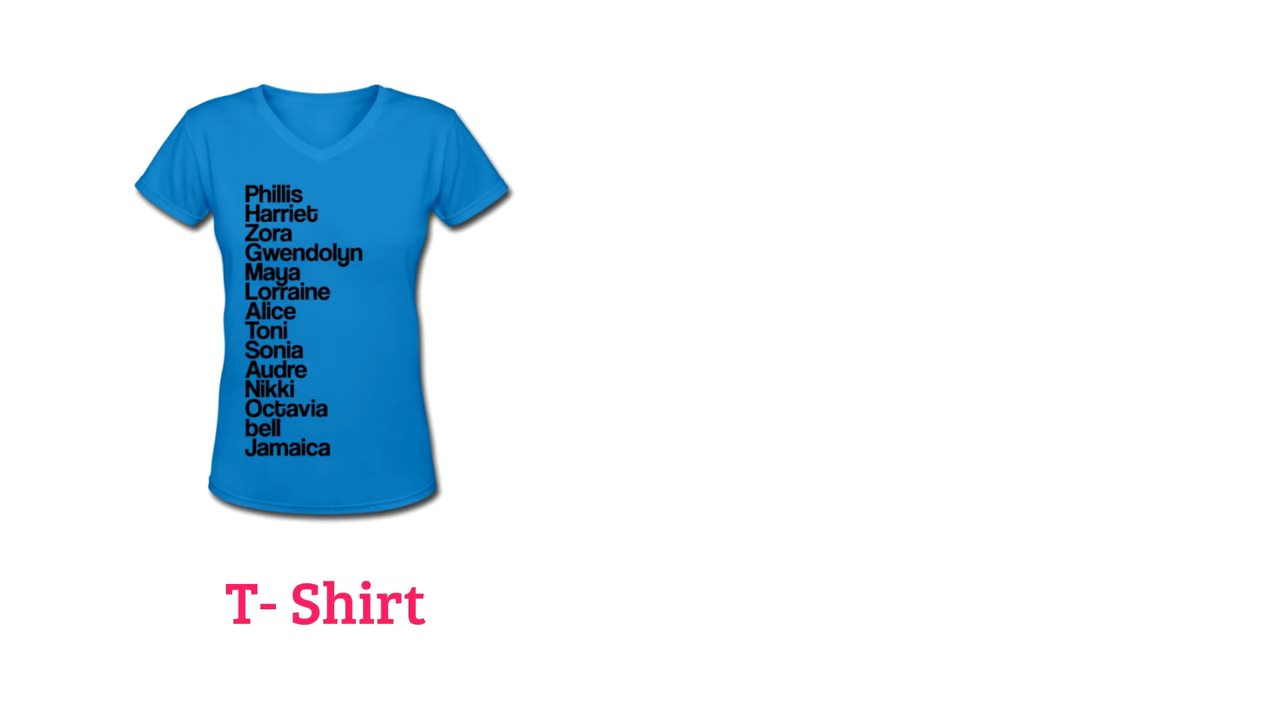 Phillis
Harriet
Zora
Gwendolyn
Maya
Lorraine
Alice
Toni
Sonia
Audre
Nikki
Octavia
bell
Jamaica
T- Shirt